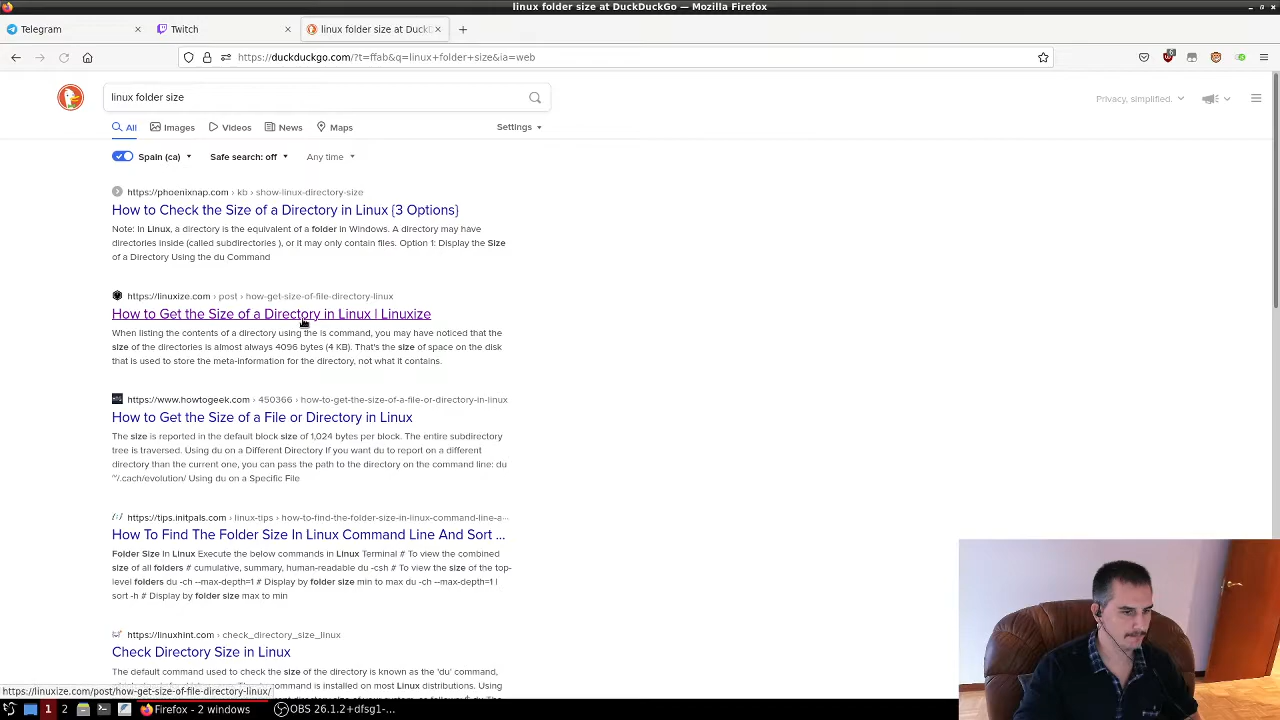 linux folder size at DuckDuckGo — Mozilla Firefox
Telegram
Twitch
linux folder size at DuckD
https://duckduckgo.com/?t=ffab&q=linux+folder+size&ia=web
linux folder size
Privacy, simplified.
All
Images
Videos
News
Maps
Settings
Spain (ca)
Safe search: off
Any time
https://phoenixnap.com › kb › show-linux-directory-size
How to Check the Size of a Directory in Linux {3 Options}
Note: In Linux, a directory is the equivalent of a folder in Windows. A directory may have
directories inside (called subdirectories ), or it may only contain files. Option 1: Display the Size
of a Directory Using the du Command
https://linuxize.com › post › how-get-size-of-file-directory-linux
How to Get the Size of a Directory in Linux | Linuxize
When listing the contents of a directory using the ls command, you may have noticed that the
size of the directories is almost always 4096 bytes (4 KB). That's the size of space on the disk
that is used to store the meta-information for the directory, not what it contains.
https://www.howtogeek.com › 450366 › how-to-get-the-size-of-a-file-or-directory-in-linux
How to Get the Size of a File or Directory in Linux
The size is reported in the default block size of 1,024 bytes per block. The entire subdirectory
tree is traversed. Using du on a Different Directory If you want du to report on a different
directory than the current one, you can pass the path to the directory on the command line: du
~/.cach/evolution/ Using du on a Specific File
https://tips.initpals.com › linux-tips › how-to-find-the-folder-size-in-linux-command-line-a···
How To Find The Folder Size In Linux Command Line And Sort ...
Folder Size in Linux Execute the below commands in Linux Terminal # To view the combined
size of all folders # cumulative, summary, human-readable du -csh # To view the size of the top-
level folders du -ch --max-depth=1 # Display by folder size min to max du -ch --max-depth=1 |
sort -h # Display by folder size max to min
https://linuxhint.com › check_directory_size_linux
Check Directory Size in Linux
The default command used to check the size of the directory is known as the 'du' command,
command is installed on most Linux distributions. Using
https://linuxize.com/post/how-get-size-of-file-directory-linux/
1
2
Firefox - 2 windows
OBS 26.1.2+dfsg1-...